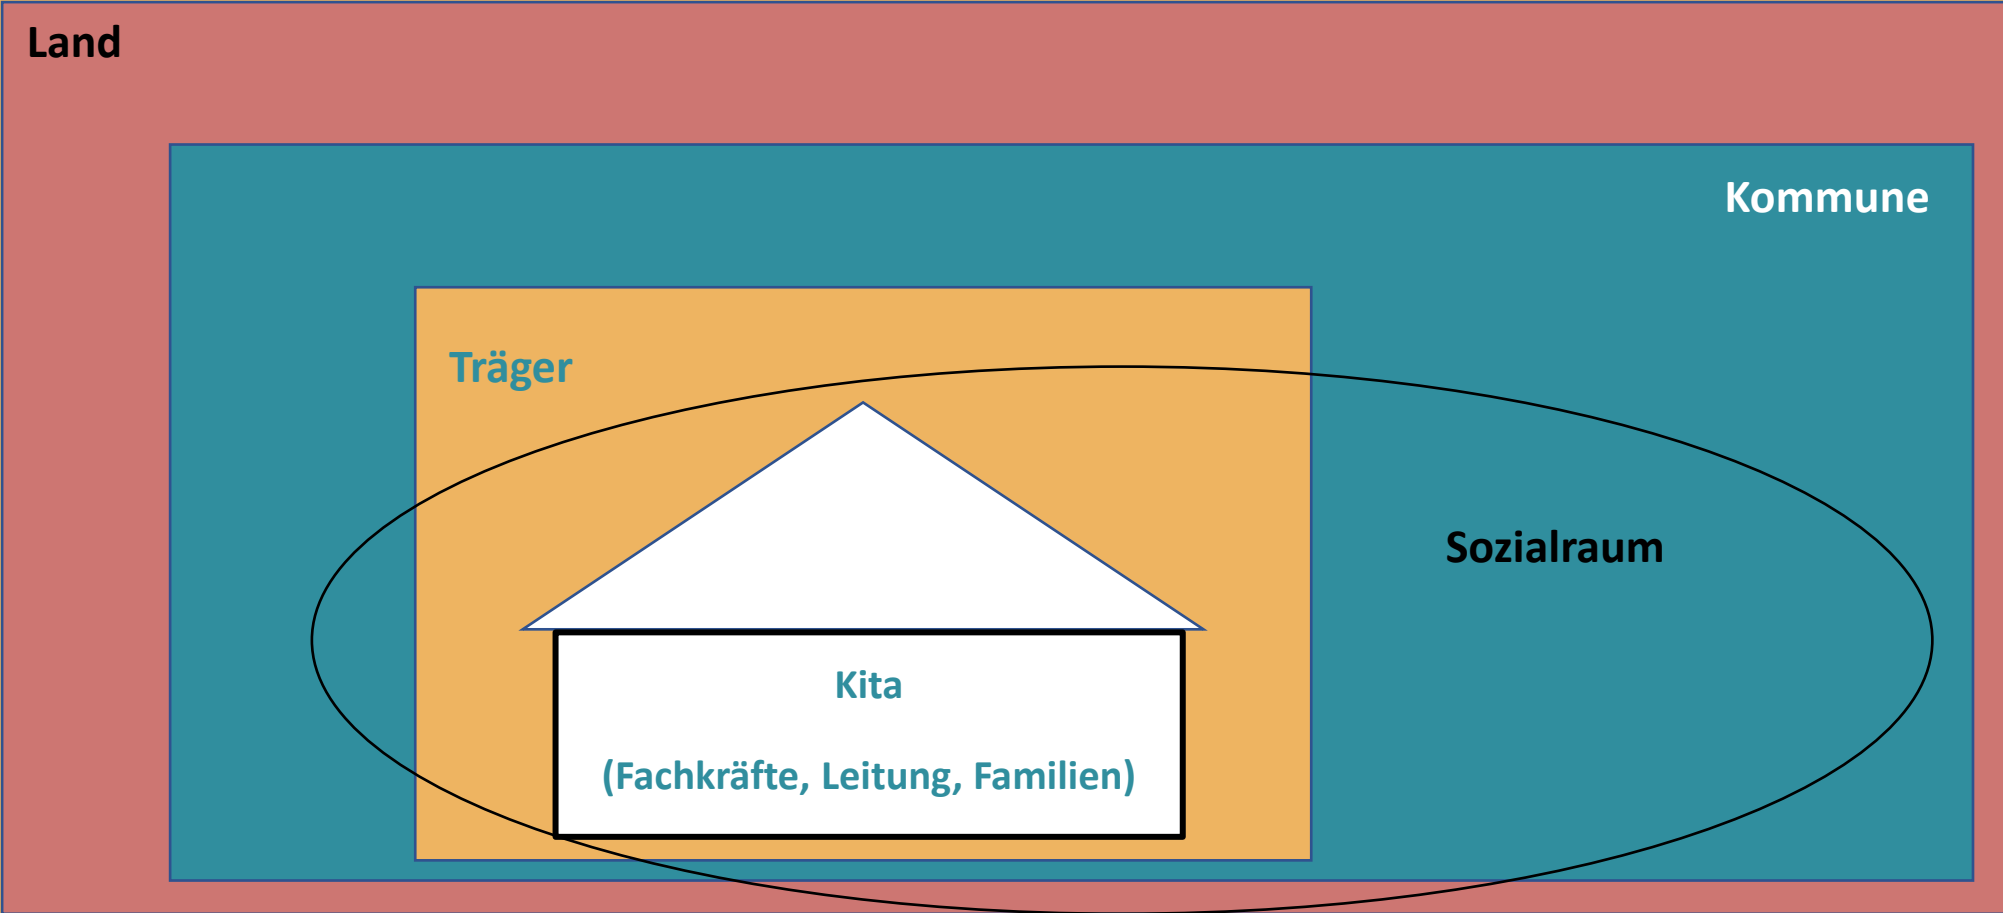 Land
Kommune
Träger
Sozialraum
Kita
(Fachkräfte, Leitung, Familien)